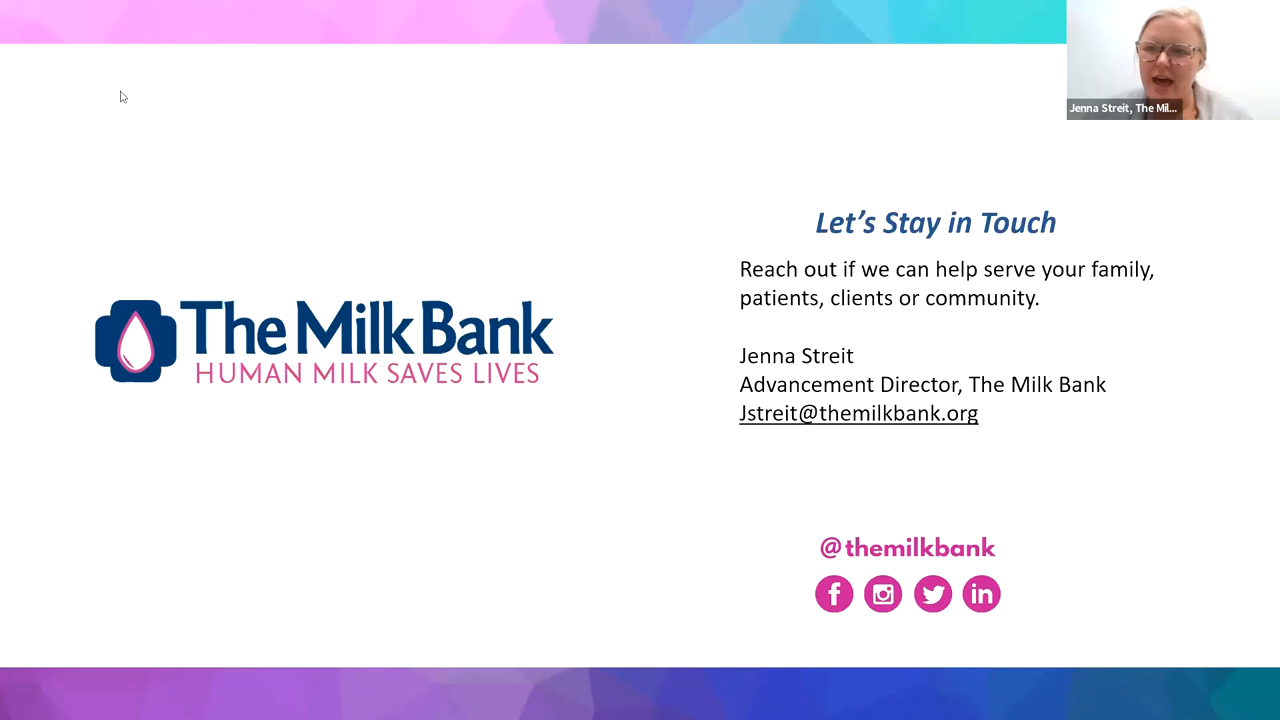 Jenna Streit, The Mil...
Let's Stay in Touch
Reach out if we can help serve your family,
patients, clients or community.
The Milk Bank
HUMAN MILK SAVES LIVES
Jenna Streit
Advancement Director, The Milk Bank
Jstreit@themilkbank.org
@themilkbank